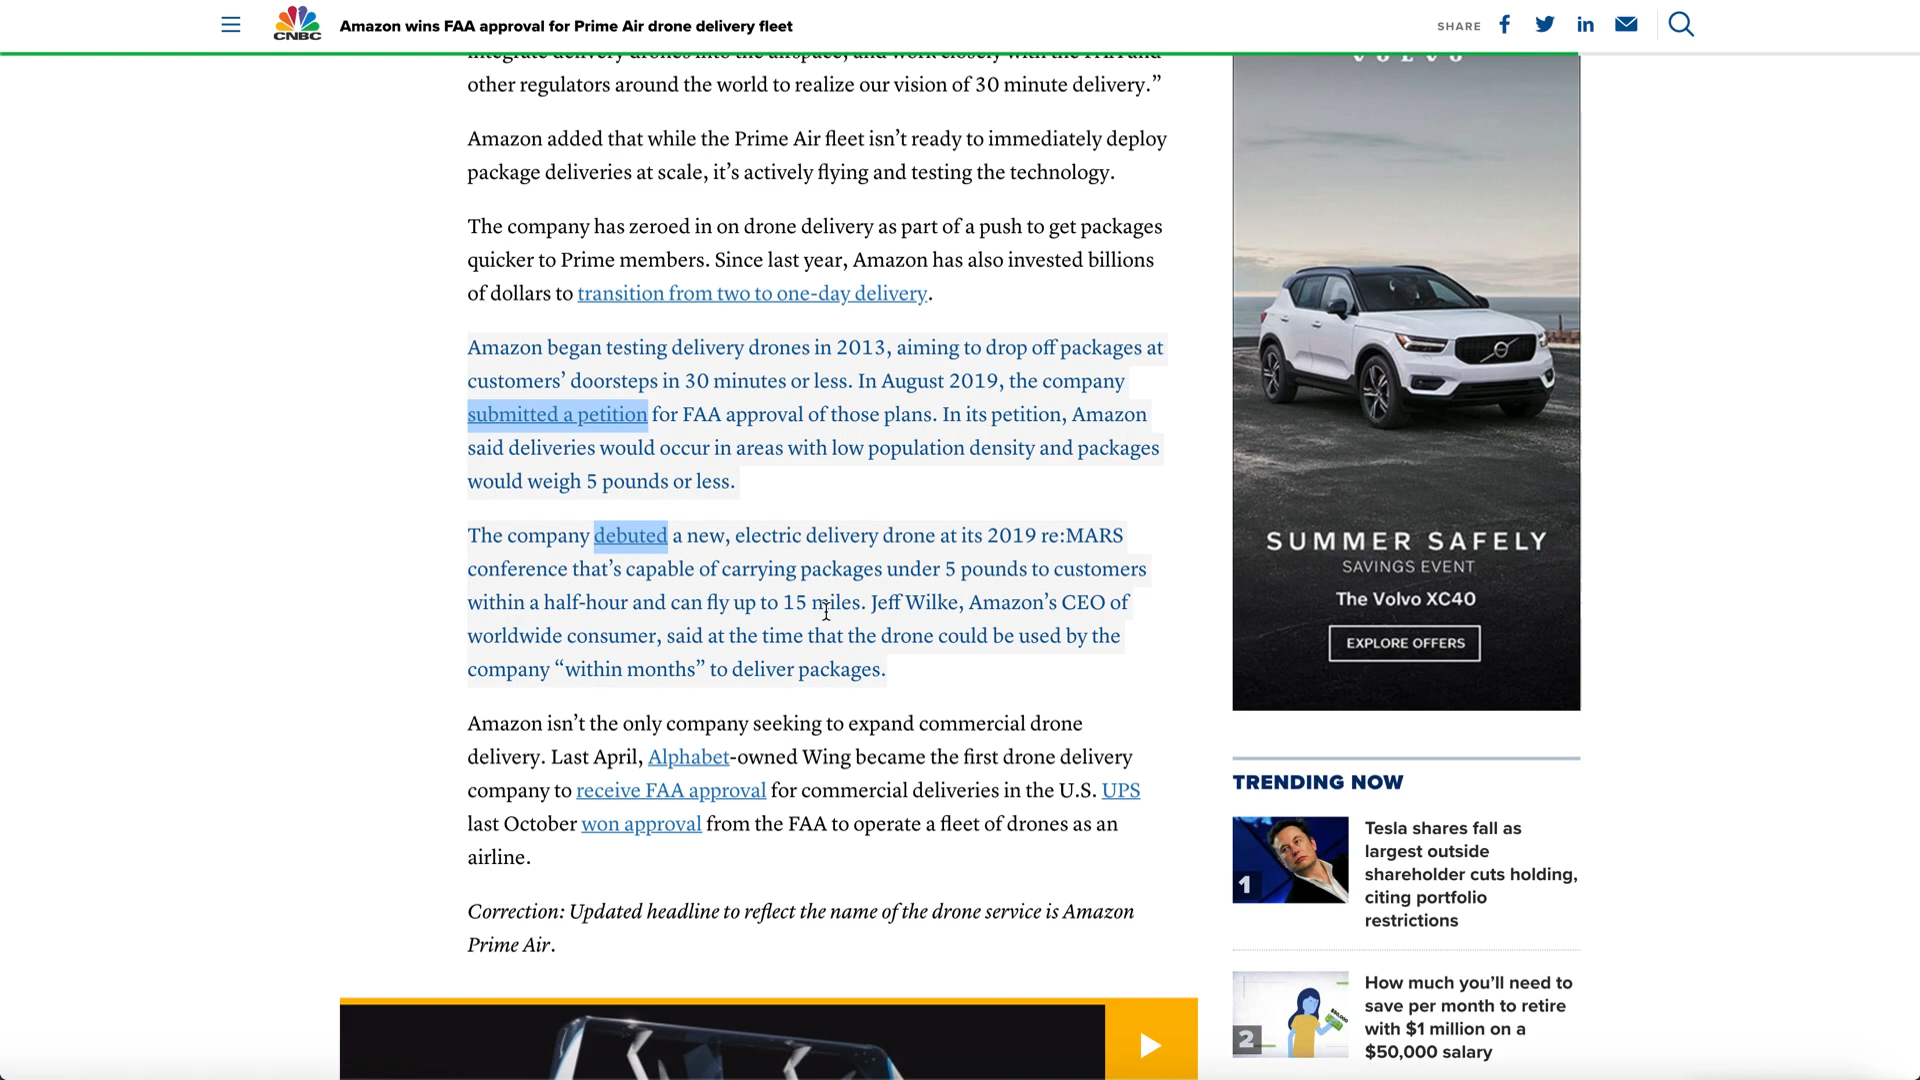 CNBC
Amazon wins FAA approval for Prime Air drone delivery fleet
SHARE
integrate delivery drones into the airspace, and work closely with the FAA and
other regulators around the world to realize our vision of 30 minute delivery.”
Amazon added that while the Prime Air fleet isn’t ready to immediately deploy
package deliveries at scale, it’s actively flying and testing the technology.
The company has zeroed in on drone delivery as part of a push to get packages
quicker to Prime members. Since last year, Amazon has also invested billions
of dollars to transition from two to one-day delivery.
Amazon began testing delivery drones in 2013, aiming to drop off packages at
customers’ doorsteps in 30 minutes or less. In August 2019, the company
submitted a petition for FAA approval of those plans. In its petition, Amazon
said deliveries would occur in areas with low population density and packages
would weigh 5 pounds or less.
The company debuted a new, electric delivery drone at its 2019 re:MARS
conference that’s capable of carrying packages under 5 pounds to customers
within a half-hour and can fly up to 15 miles. Jeff Wilke, Amazon’s CEO of
worldwide consumer, said at the time that the drone could be used by the
company “within months” to deliver packages.
Amazon isn’t the only company seeking to expand commercial drone
delivery. Last April, Alphabet-owned Wing became the first drone delivery
company to receive FAA approval for commercial deliveries in the U.S. UPS
last October won approval from the FAA to operate a fleet of drones as an
airline.
Correction: Updated headline to reflect the name of the drone service is Amazon
Prime Air.
VOLVO
SUMMER SAFELY
SAVINGS EVENT
The Volvo XC40
EXPLORE OFFERS
TRENDING NOW
1
Tesla shares fall as
largest outside
shareholder cuts holding,
citing portfolio
restrictions
2
How much you’ll need to
save per month to retire
with $1 million on a
$50,000 salary